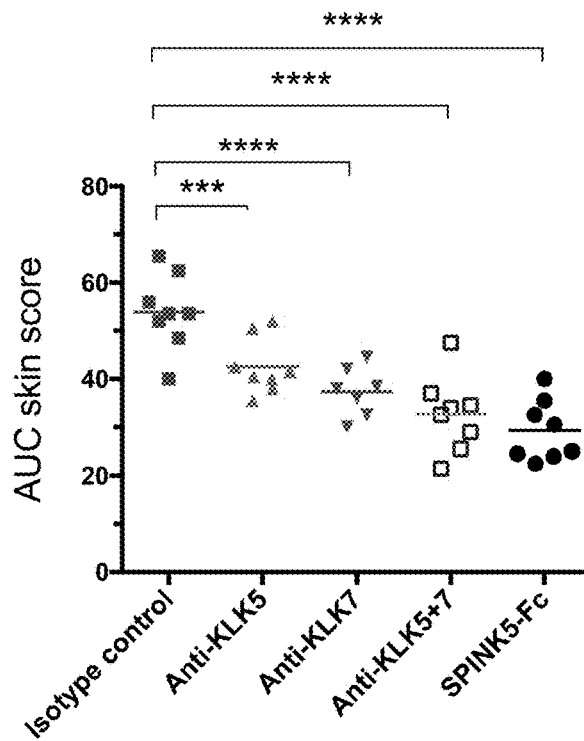 ****
****
****
***
80
60
40
20
0
AUC skin score
Isotype control
Anti-KLK5
Anti-KLK7
Anti-KLK5+7
SPINK5-Fc